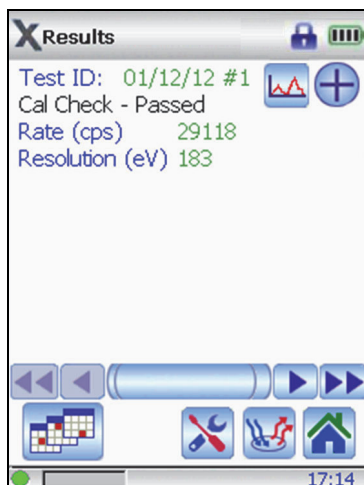 Results
Test ID: 01/12/12 #1
Cal Check - Passed
Rate (cps) 29118
Resolution (eV) 183
17:14